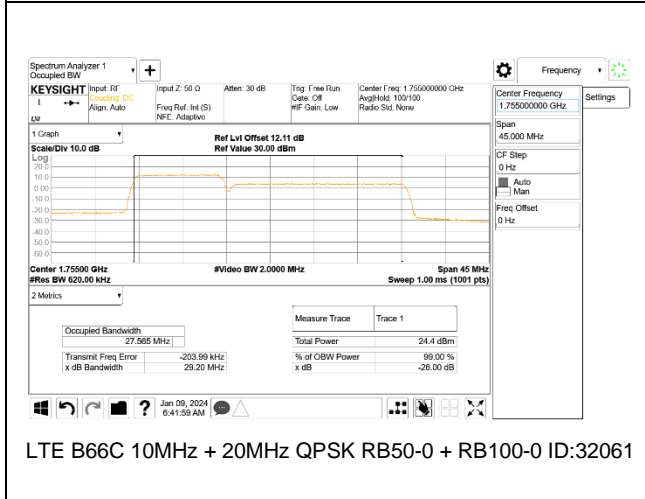 Spectrum Analyzer 1
Occupied BW
Frequency
Settings
KEYSIGHT
Input: RF
Coupling: DC
Align: Auto
Input Z: 50 Ω
Freq Ref: Int (S)
NFE: Adaptive
Atten: 30 dB
Trig: Free Run
Gate: Off
#IF Gain: Low
Center Freq: 1.755000000 GHz
Avg|Hold: 100/100
Radio Std: None
Center Frequency
1.755000000 GHz
Span
45.000 MHz
CF Step
0 Hz
Auto
Man
Freq Offset
0 Hz
1 Graph
Scale/Div 10.0 dB
Ref Lvl Offset 12.11 dB
Ref Value 30.00 dBm
Log
20.0
10.0
0.00
-10.0
-20.0
-30.0
-40.0
-50.0
-60.0
Center 1.75500 GHz
#Res BW 620.00 kHz
#Video BW 2.0000 MHz
Span 45 MHz
Sweep 1.00 ms (1001 pts)
2 Metrics
Measure Trace
Trace 1
Occupied Bandwidth
27.565 MHz
Total Power
24.4 dBm
Transmit Freq Error
-203.99 kHz
% of OBW Power
99.00 %
x dB Bandwidth
29.20 MHz
x dB
-26.00 dB
Jan 09, 2024
6:41:59 AM
LTE B66C 10MHz + 20MHz QPSK RB50-0 + RB100-0 ID:32061